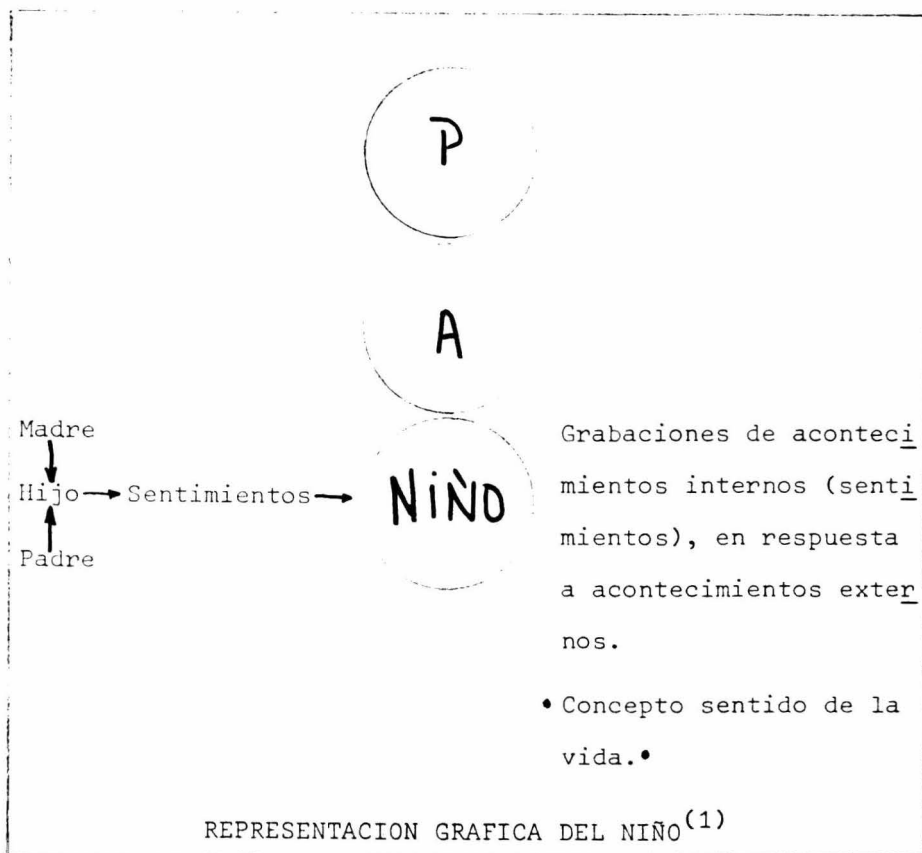 P
A
NIÑO
Madre
Hijo → Sentimientos →
Padre
Grabaciones de aconteci
mientos internos (senti
mientos), en respuesta
a acontecimientos exter
nos.
• Concepto sentido de la
vida.•
REPRESENTACION GRAFICA DEL NIÑO(1)